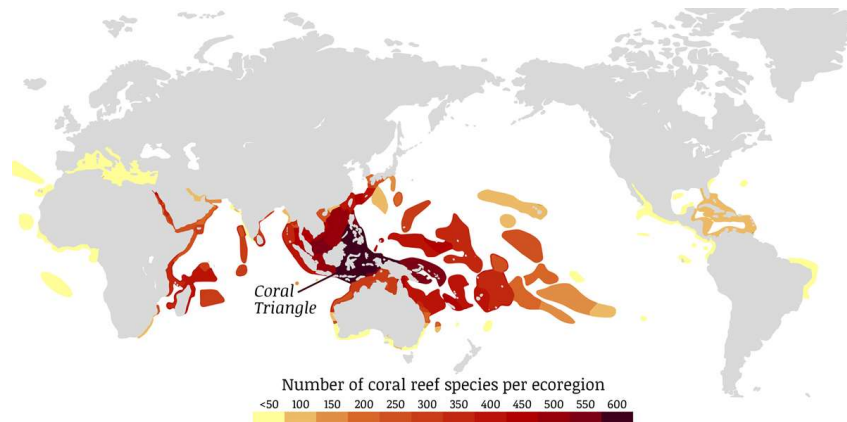 Coral
Triangle
Number of coral reef species per ecoregion
<50 100 150 200 250 300 350 400 450 500 550 600